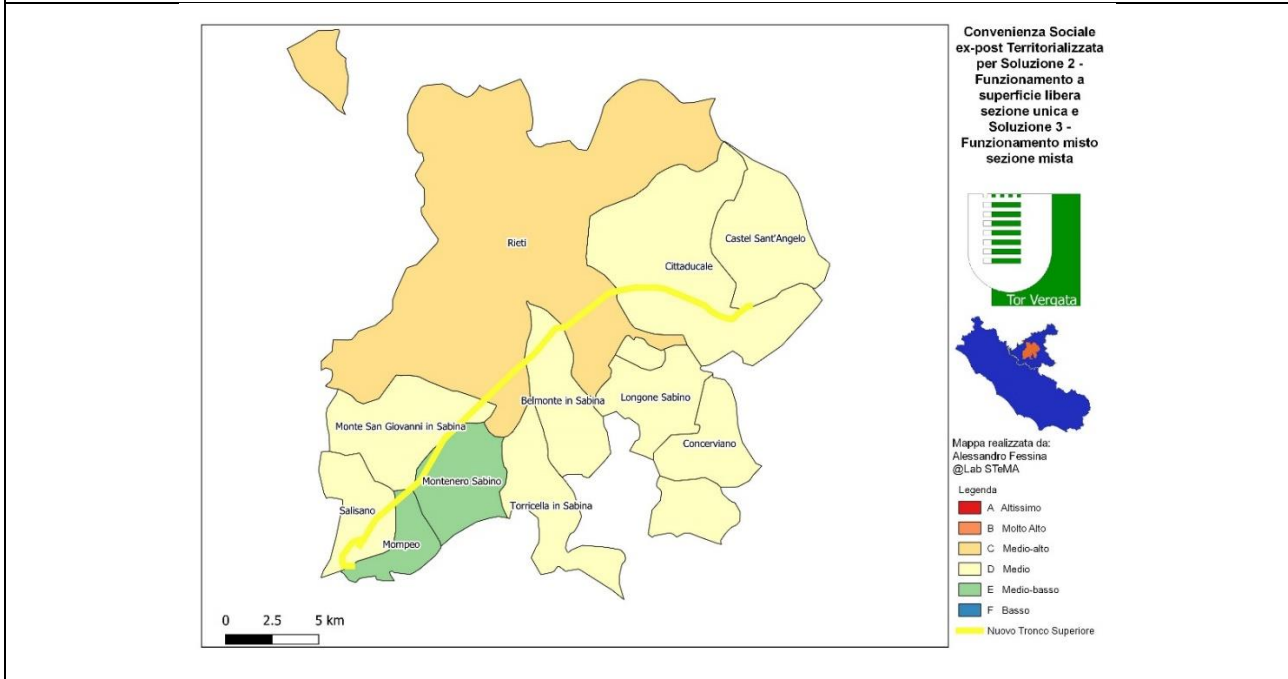 Convenienza Sociale
ex-post Territorializzata
per Soluzione 2 -
Funzionamento a
superficie libera
sezione unica e
Soluzione 3 -
Funzionamento misto
sezione mista
Tor Vergata
Rieti
Castel Sant'Angelo
Cittaducale
Belmonte in Sabina
Longone Sabino
Monte San Giovanni in Sabina
Concerviano
Montenero Sabino
Salisano
Torricella in Sabina
Mompeo
Mappa realizzata da:
Alessandro Fessina
@Lab STeMA
Legenda
A Altissimo
B Molto Alto
C Medio-alto
D Medio
E Medio-basso
F Basso
Nuovo Tronco Superiore
0 2.5 5 km